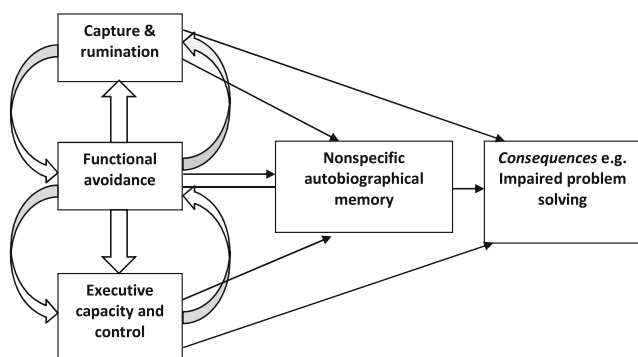 Capture &
rumination
Functional
avoidance
Executive
capacity and
control
Nonspecific
autobiographical
memory
Consequences e.g.
Impaired problem
solving